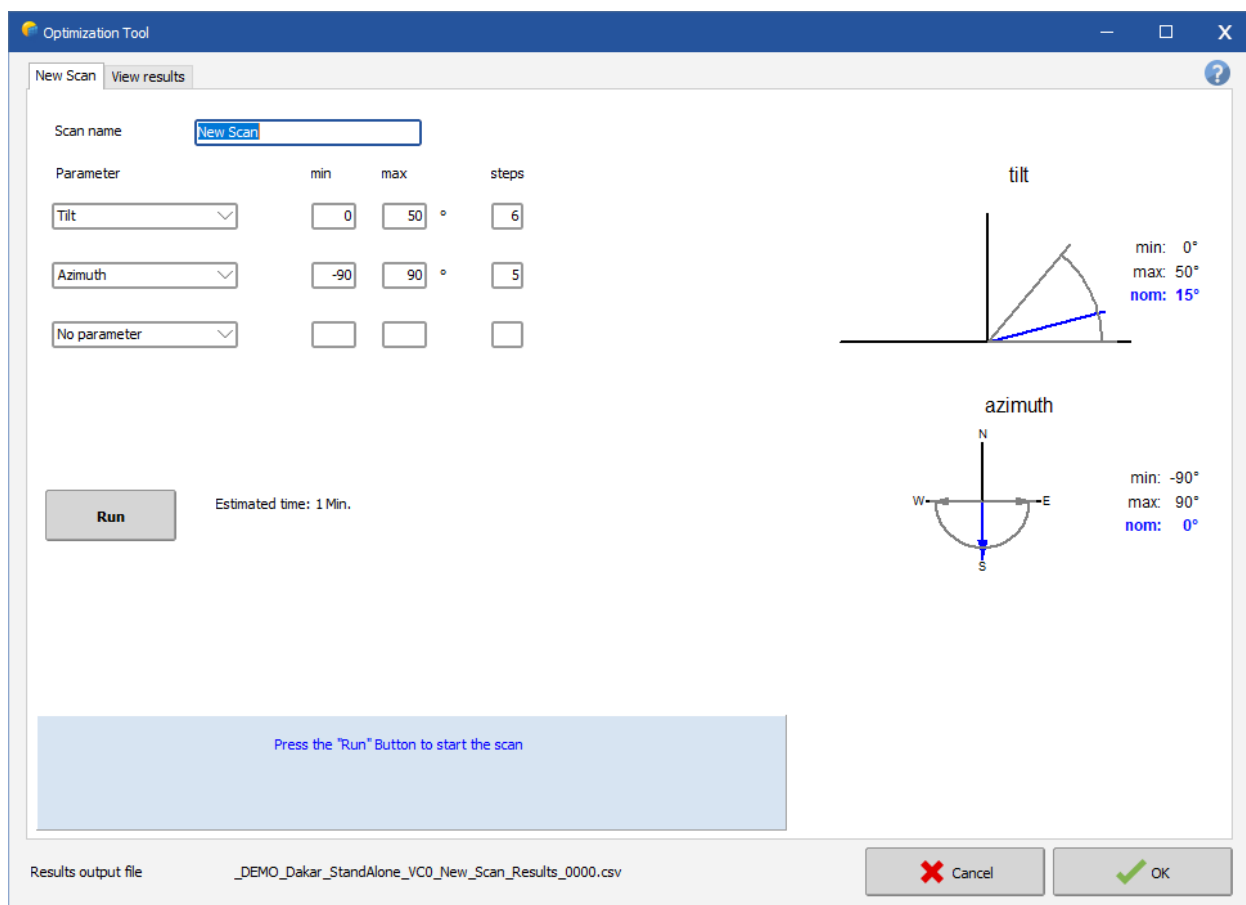 Optimization Tool
X
New Scan View results
?
Scan name New Scan
Parameter min max steps
Tilt 0 50 ° 6
Azimuth -90 90 ° 5
No parameter
tilt
min: 0°
max: 50°
nom: 15°
azimuth
N
W E
S
min: -90°
max: 90°
nom: 0°
Run Estimated time: 1 Min.
Press the "Run" Button to start the scan
Results output file _DEMO_Dakar_StandAlone_VC0_New_Scan_Results_0000.csv
Cancel OK